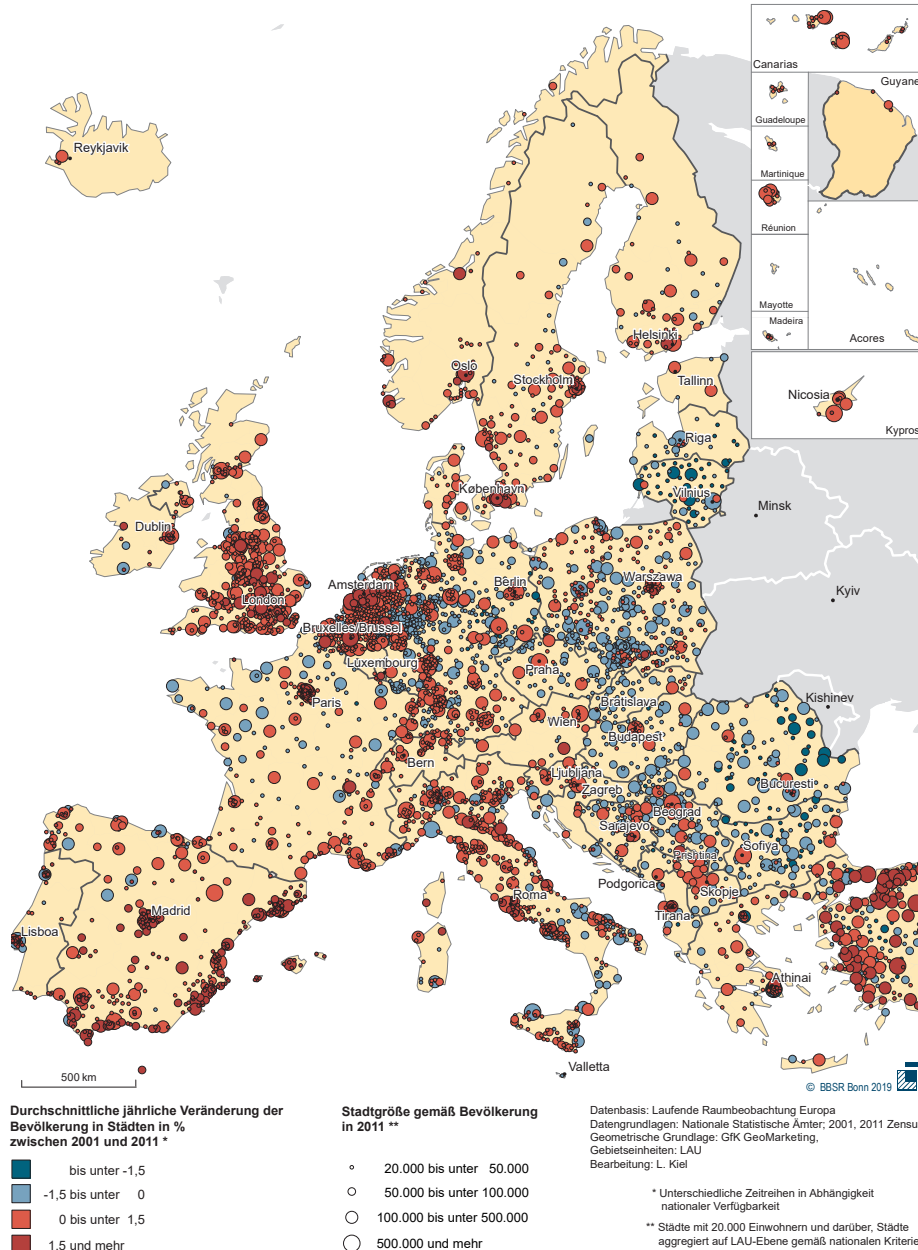 Canarias
Guyane
Guadeloupe
Martinique
Réunion
Mayotte
Madeira
Acores
Nicosia
Kypros
Reykjavik
Helsinki
Oslo
Stockholm
Tallinn
Riga
København
Vilnius
Minsk
Dublin
Berlin
Warszawa
Amsterdam
London
Kyiv
Bruxelles/Brussel
Luxembourg
Praha
Paris
Bratislava
Kishinev
Wien
Budapest
Bern
Ljubljana
Zagreb
Bucuresti
Beograd
Sarajevo
Sofiya
Prishtina
Podgorica
Skopje
Roma
Tirana
Madrid
Lisboa
Athinai
Valletta
500 km
© BBSR Bonn 2019
Durchschnittliche jährliche Veränderung der
Bevölkerung in Städten in %
zwischen 2001 und 2011 *
bis unter -1,5
-1,5 bis unter 0
0 bis unter 1,5
1,5 und mehr
Stadtgröße gemäß Bevölkerung
in 2011 **
20.000 bis unter 50.000
50.000 bis unter 100.000
100.000 bis unter 500.000
500.000 und mehr
Datenbasis: Laufende Raumbeobachtung Europa
Datengrundlagen: Nationale Statistische Ämter; 2001, 2011 Zensu
Geometrische Grundlage: GfK GeoMarketing,
Gebietseinheiten: LAU
Bearbeitung: L. Kiel
* Unterschiedliche Zeitreihen in Abhängigkeit
nationaler Verfügbarkeit
** Städte mit 20.000 Einwohnern und darüber, Städte
aggregiert auf LAU-Ebene gemäß nationalen Kriterie